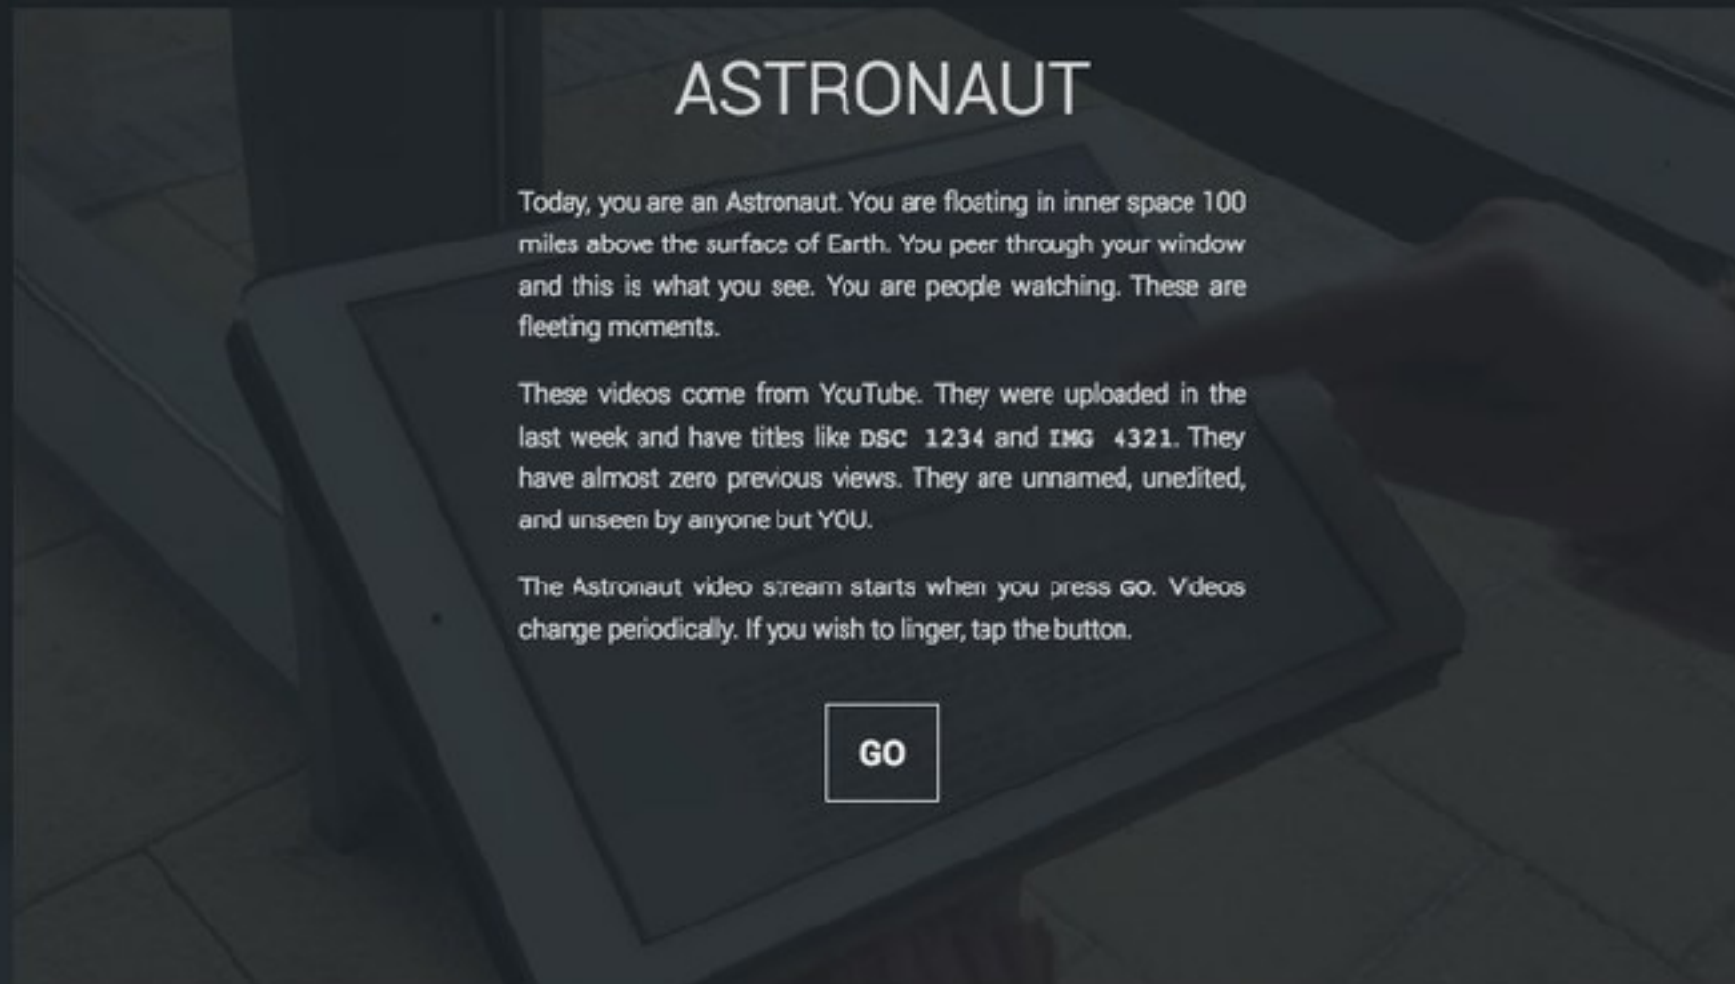 ASTRONAUT
Today, you are an Astronaut. You are floating in inner space 100
miles above the surface of Earth. You peer through your window
and this is what you see. You are people watching. These are
fleeting moments.
These videos come from YouTube. They were uploaded in the
last week and have titles like DSC 1234 and IMG 4321. They
have almost zero previous views. They are unnamed, unedited,
and unseen by anyone but YOU.
The Astronaut video stream starts when you press GO. Videos
change periodically. If you wish to linger, tap the button.
GO